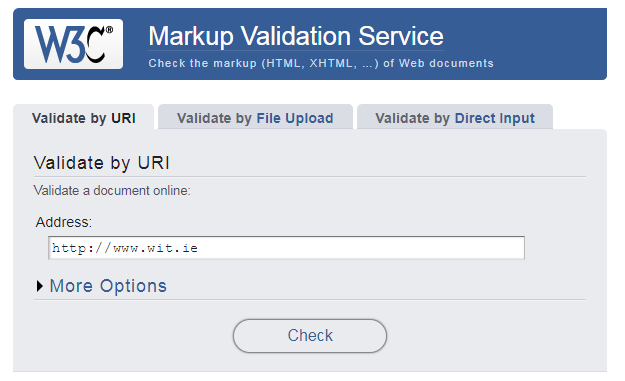 W3C®
Markup Validation Service
Check the markup (HTML, XHTML, ...) of Web documents
Validate by URI
Validate by File Upload
Validate by Direct Input
Validate by URI
Validate a document online:
Address:
http://www.wit.ie
More Options
Check